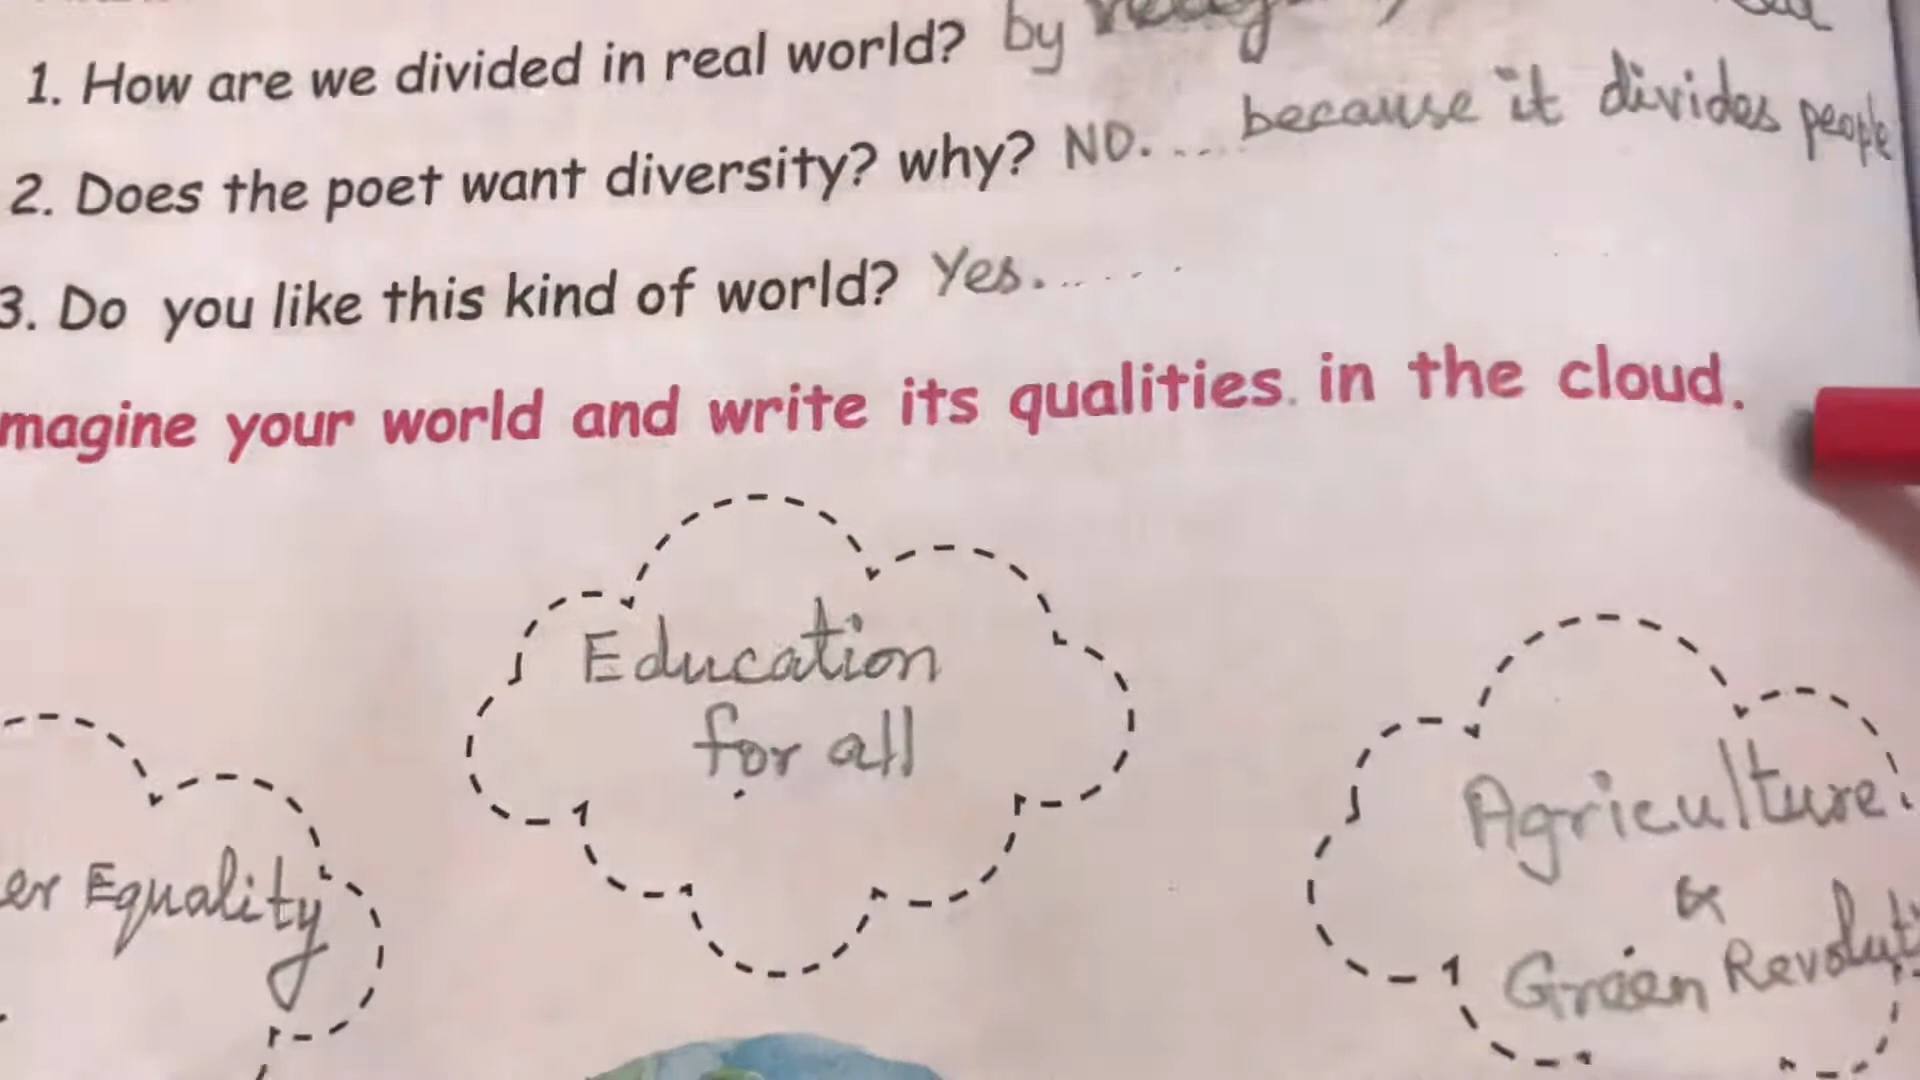 1. How are we divided in real world? by
2. Does the poet want diversity? why? NO.... because it divides people
3. Do you like this kind of world? Yes......
magine your world and write its qualities in the cloud.
Education
for all
er Equality
Agriculture
&
Green Revoluti